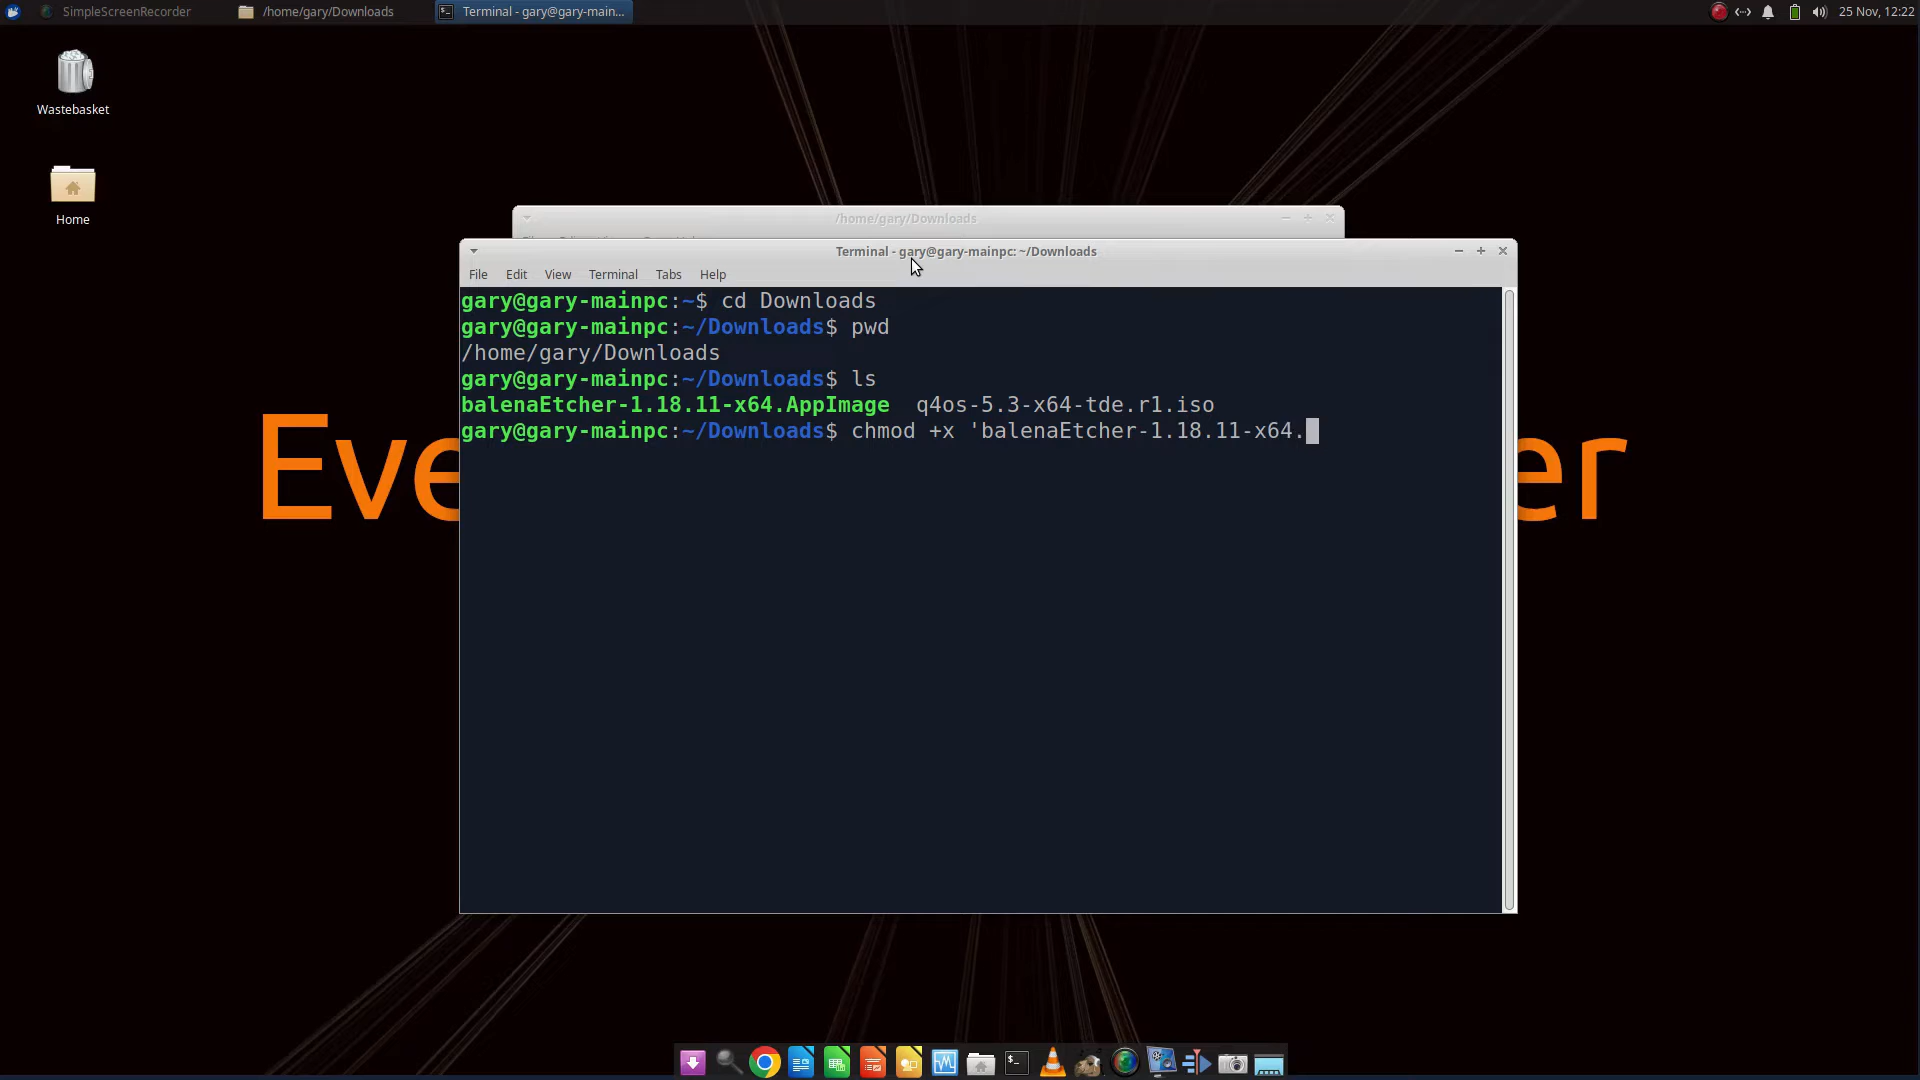 SimpleScreenRecorder
/home/gary/Downloads
Terminal - gary@gary-main...
25 Nov, 12:22
Wastebasket
Home
/home/gary/Downloads
Terminal - gary@gary-mainpc: ~/Downloads
File Edit View Terminal Tabs Help
gary@gary-mainpc:~$ cd Downloads
gary@gary-mainpc:~/Downloads$ pwd
/home/gary/Downloads
gary@gary-mainpc:~/Downloads$ ls
balenaEtcher-1.18.11-x64.AppImage q4os-5.3-x64-tde.r1.iso
gary@gary-mainpc:~/Downloads$ chmod +x 'balenaEtcher-1.18.11-x64.
Eve er